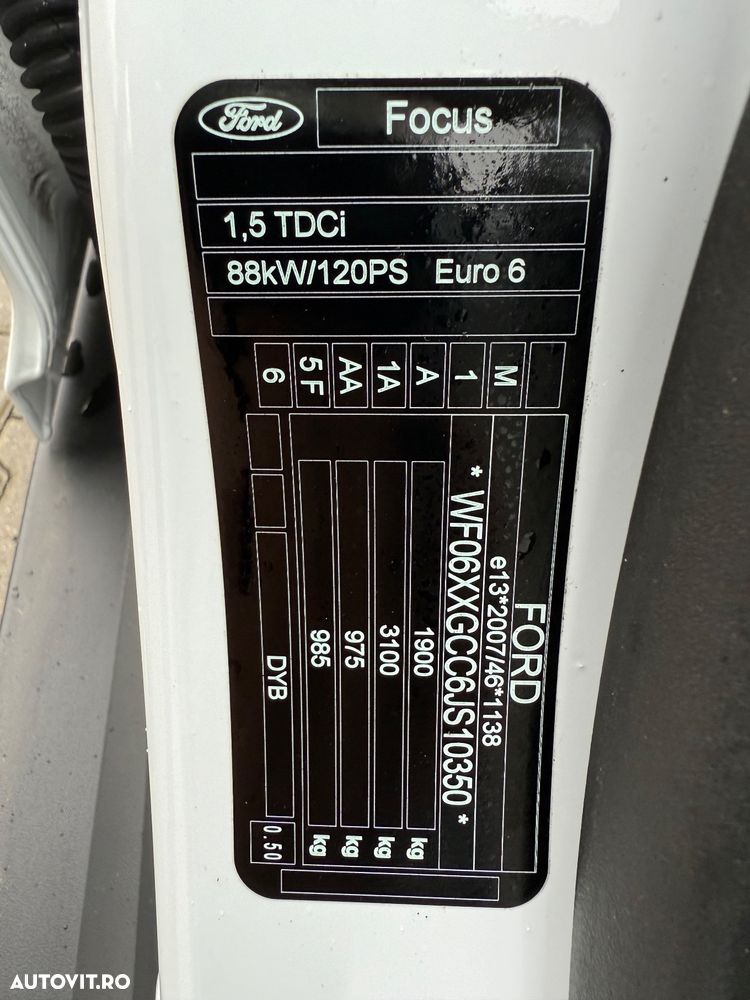 Ford
Focus
1,5 TDCi
88kW/120PS Euro 6
6 5F AA 1A A 1 M
FORD
e13*2007/46*1138
* WF06XXGCC6JS10350 *
1900 kg
3100 kg
975 kg
985 kg
DYB 0.50
AUTOVIT.RO